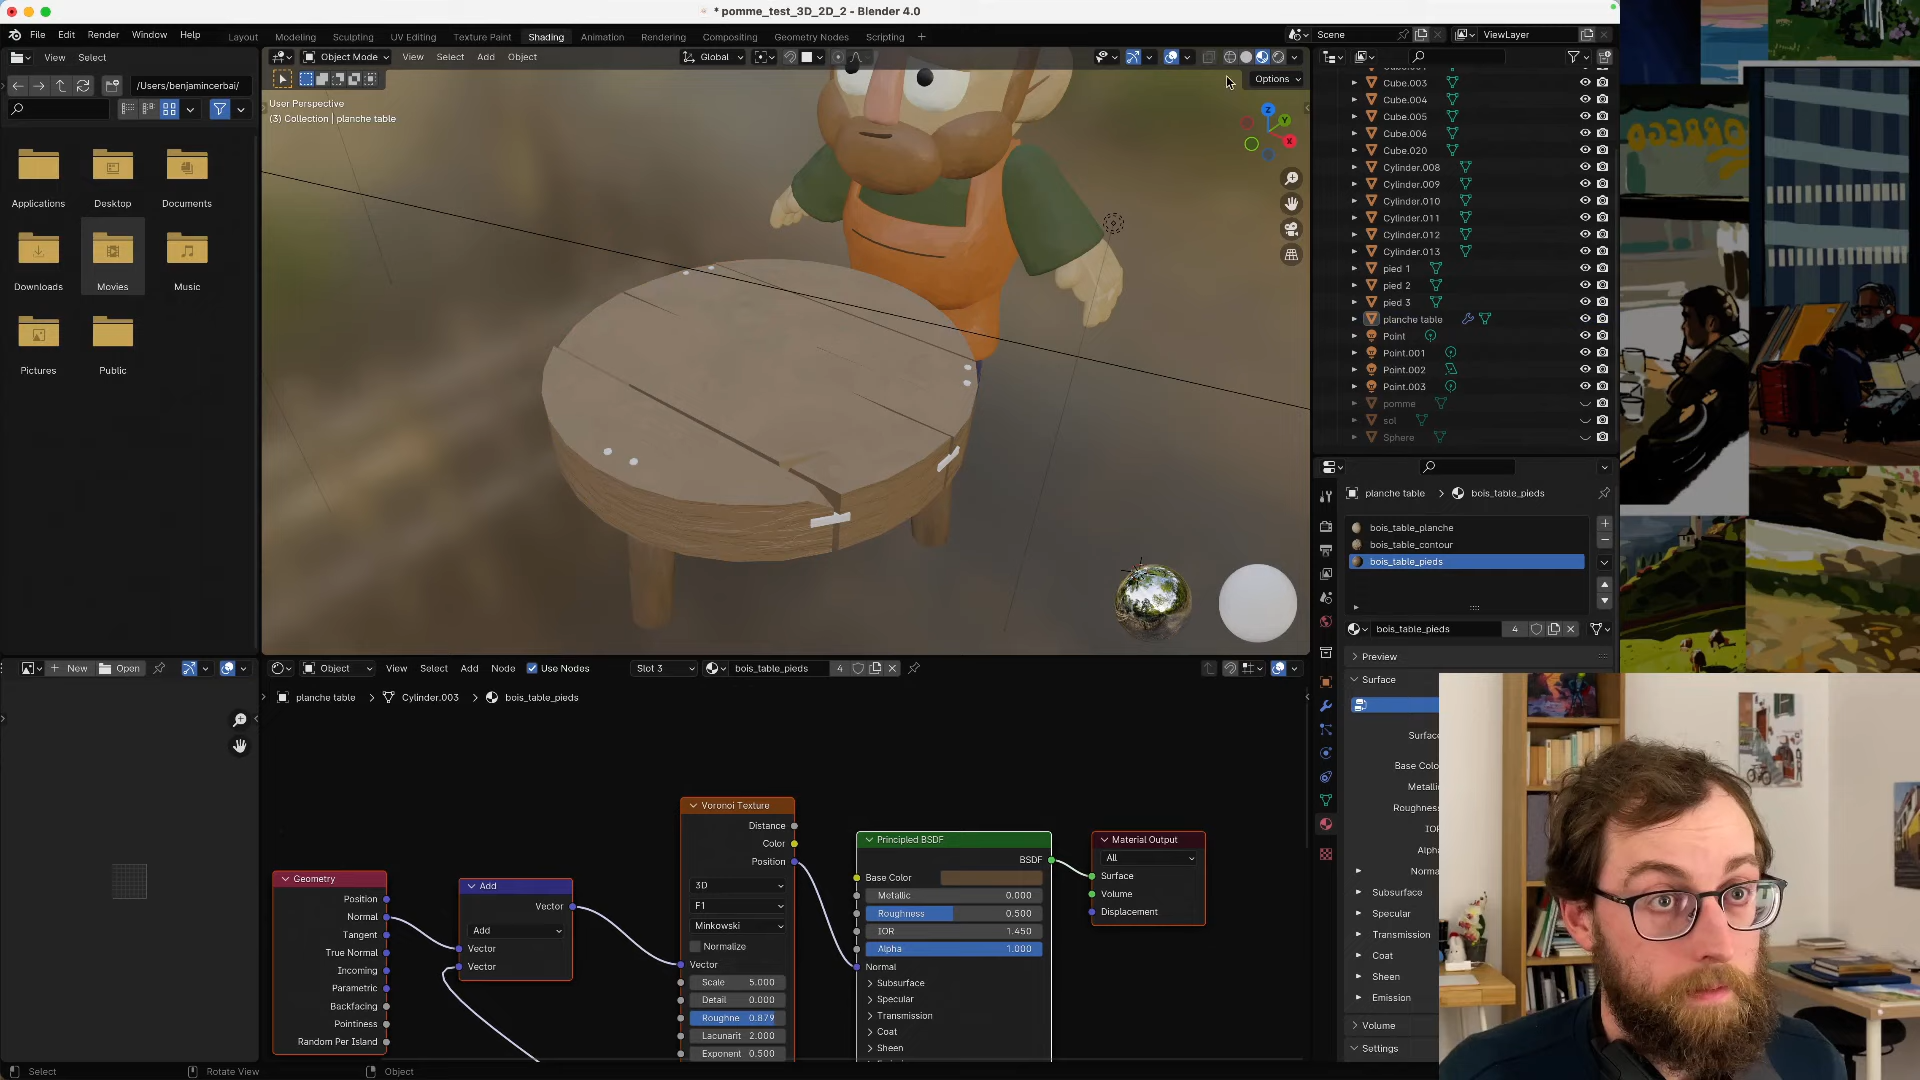 * pomme_test_3D_2D_2 - Blender 4.0
File Edit Render Window Help
Layout Modeling Sculpting UV Editing Texture Paint Shading Animation Rendering Compositing Geometry Nodes Scripting +
Scene
ViewLayer
View Select
Object Mode View Select Add Object
Global
/Users/benjamincerbai/
Options
User Perspective
(3) Collection | planche table
Z
Y
X
Applications
Desktop
Documents
Downloads
Movies
Music
Pictures
Public
Cube.003
Cube.004
Cube.005
Cube.006
Cube.020
Cylinder.008
Cylinder.009
Cylinder.010
Cylinder.011
Cylinder.012
Cylinder.013
pied 1
pied 2
pied 3
planche table
Point
Point.001
Point.002
Point.003
pomme
sol
Sphere
planche table > bois_table_pieds
bois_table_planche
bois_table_contour
bois_table_pieds
bois_table_pieds 4
Preview
Surface
Surfac
Base Colo
Metalli
Roughness
IOR
Alph
Norma
Subsurface
Specular
Transmission
Coat
Sheen
Emission
Volume
Settings
+ New Open
Object View Select Add Node Use Nodes Slot 3 bois_table_pieds 4
planche table > Cylinder.003 > bois_table_pieds
Geometry
Position
Normal
Tangent
True Normal
Incoming
Parametric
Backfacing
Pointiness
Random Per Island
Add
Vector
Add
Vector
Vector
Voronoi Texture
Distance
Color
Position
3D
F1
Minkowski
Normalize
Vector
Scale 5.000
Detail 0.000
Roughne 0.879
Lacunarit 2.000
Exponent 0.500
Principled BSDF
BSDF
Base Color
Metallic 0.000
Roughness 0.500
IOR 1.450
Alpha 1.000
Normal
Subsurface
Specular
Transmission
Coat
Sheen
Material Output
All
Surface
Volume
Displacement
Select
Rotate View
Object